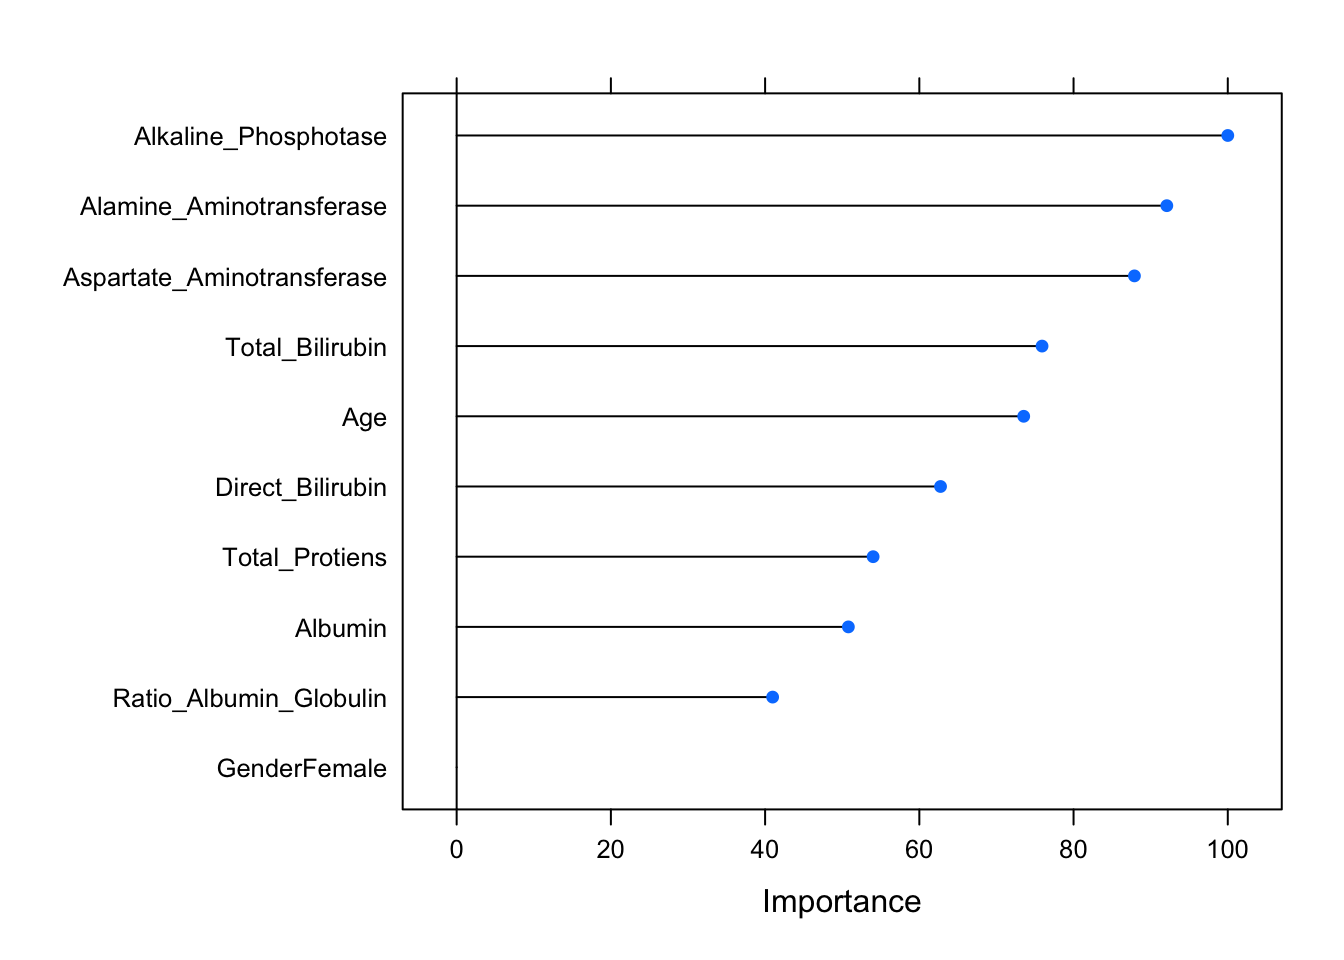 Alkaline_Phosphotase
Alamine_Aminotransferase
Aspartate_Aminotransferase
Total_Bilirubin
Age
Direct_Bilirubin
Total_Protiens
Albumin
Ratio_Albumin_Globulin
GenderFemale
0 20 40 60 80 100
Importance